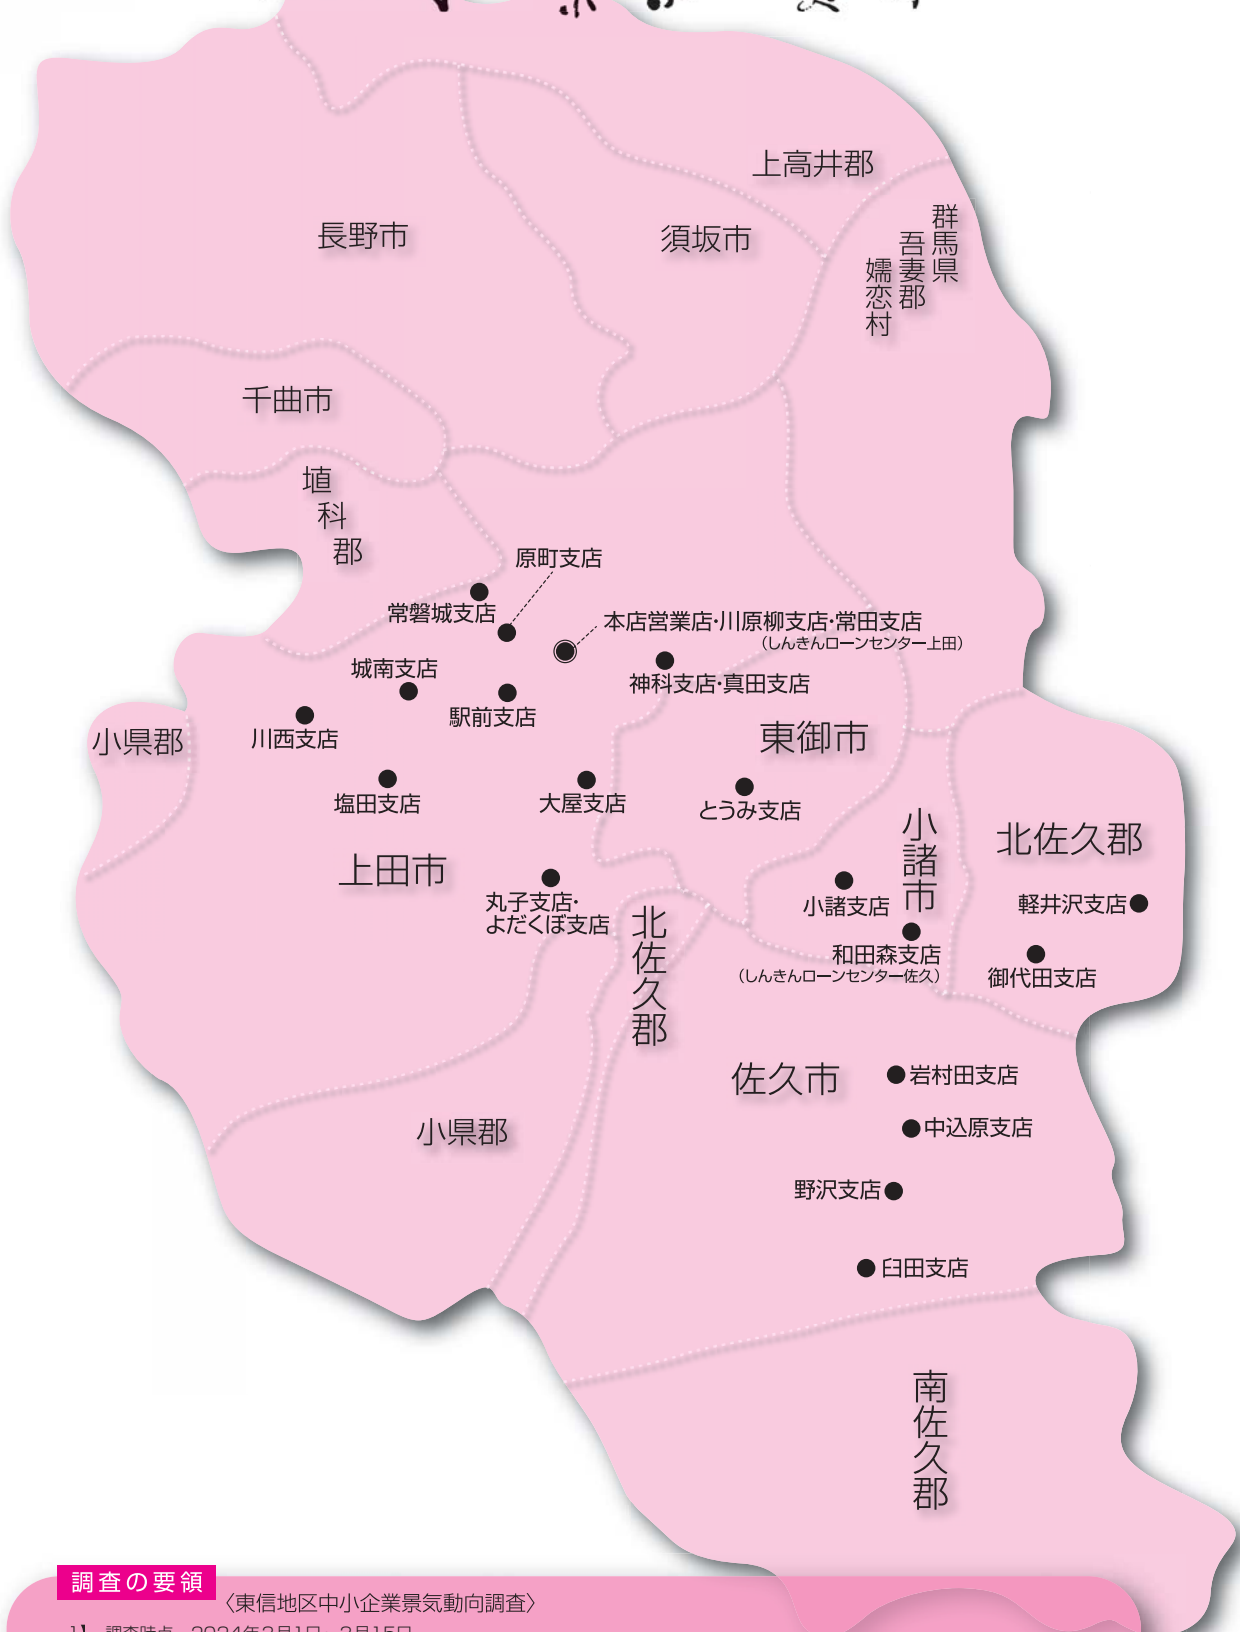 上高井郡
長野市
須坂市
群馬県
吾妻郡
嬬恋村
千曲市
埴科郡
原町支店
常磐城支店
本店営業店・川原柳支店・常田支店
（しんきんローンセンター上田）
城南支店
神科支店・真田支店
駅前支店
川西支店
小県郡
東御市
塩田支店
大屋支店
とうみ支店
小諸市
北佐久郡
上田市
丸子支店・
よだくぼ支店
小諸支店
軽井沢支店
北佐久郡
和田森支店
（しんきんローンセンター佐久）
御代田支店
佐久市
岩村田支店
中込原支店
小県郡
野沢支店
臼田支店
南佐久郡
調査の要領
〈東信地区中小企業景気動向調査〉